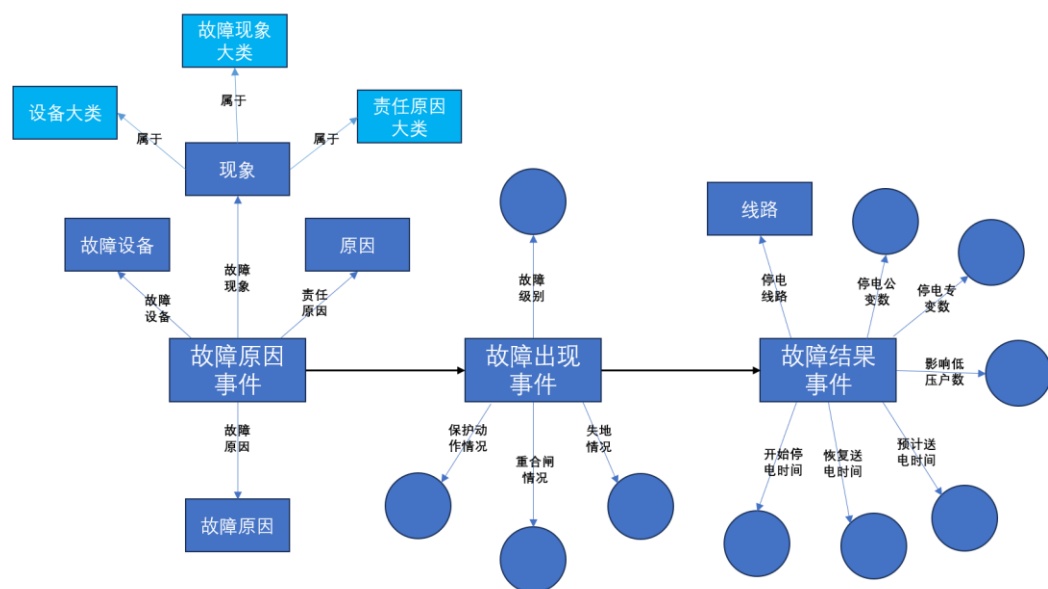 故障现象
大类
设备大类
属于
责任原因
大类
属于
属于
现象
线路
故障设备
原因
故障
现象
故障
级别
停电
线路
停电公
变数
停电专
变数
故障
设备
责任
原因
故障原因
事件
故障出现
事件
故障结果
事件
影响低
压户数
故障
原因
保护动
作情况
重合闸
情况
失地
情况
开始停
电时间
恢复送
电时间
预计送
电时间
故障原因